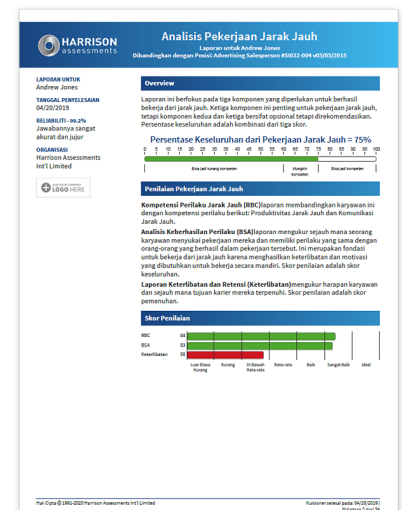 HARRISON
assessments
Analisis Pekerjaan Jarak Jauh
Laporan untuk Andrew Jones
Dibandingkan dengan Posisi: Advertising Salesperson #SI032-004 v05/05/2015
LAPORAN UNTUK
Andrew Jones
TANGGAL PENYELESAIAN
04/20/2019
RELIABILITI - 99.2%
Jawabannya sangat
akurat dan jujur
ORGANISASI
Harrison Assessments
Int'l Limited
LOGO HERE
Overview
Laporan ini berfokus pada tiga komponen yang diperlukan untuk berhasil
bekerja dari jarak jauh. Ketiga komponen ini penting untuk pekerjaan jarak jauh,
tetapi komponen kedua dan ketiga bersifat opsional tetapi direkomendasikan.
Persentase keseluruhan adalah kombinasi dari tiga skor.
Persentase Keseluruhan dari Pekerjaan Jarak Jauh = 75%
0 5 10 15 20 25 30 35 40 45 50 55 60 65 70 75 80 85 90 95 100
Bisa jadi kurang kompeten
Mungkin
kompeten
Bisa jadi kompeten
Penilaian Pekerjaan Jarak Jauh
Kompetensi Perilaku Jarak Jauh (RBC)laporan membandingkan karyawan ini
dengan kompetensi perilaku berikut: Produktivitas Jarak Jauh dan Komunikasi
Jarak Jauh.
Analisis Keberhasilan Perilaku (BSA)laporan mengukur sejauh mana seorang
karyawan menyukai pekerjaan mereka dan memiliki perilaku yang sama dengan
orang-orang yang berhasil dalam pekerjaan tersebut. Ini merupakan fondasi
untuk bekerja dari jarak jauh karena menghasilkan keterlibatan dan motivasi
yang dibutuhkan untuk bekerja secara mandiri. Skor penilaian adalah skor
keseluruhan.
Laporan Keterlibatan dan Retensi (Keterlibatan)mengukur harapan karyawan
dan sejauh mana tujuan karier mereka terpenuhi. Skor penilaian adalah skor
pemenuhan.
Skor Penilaian
RBC 84
BSA 83
Keterlibatan 58
Luar Biasa
Kurang
Kurang
Di Bawah
Rata-rata
Rata-rata
Baik
Sangat Baik
Ideal
Hak Cipta © 1991-2020 Harrison Assessments Int'l Limited
Kuisioner selesai pada: 04/20/2019 |